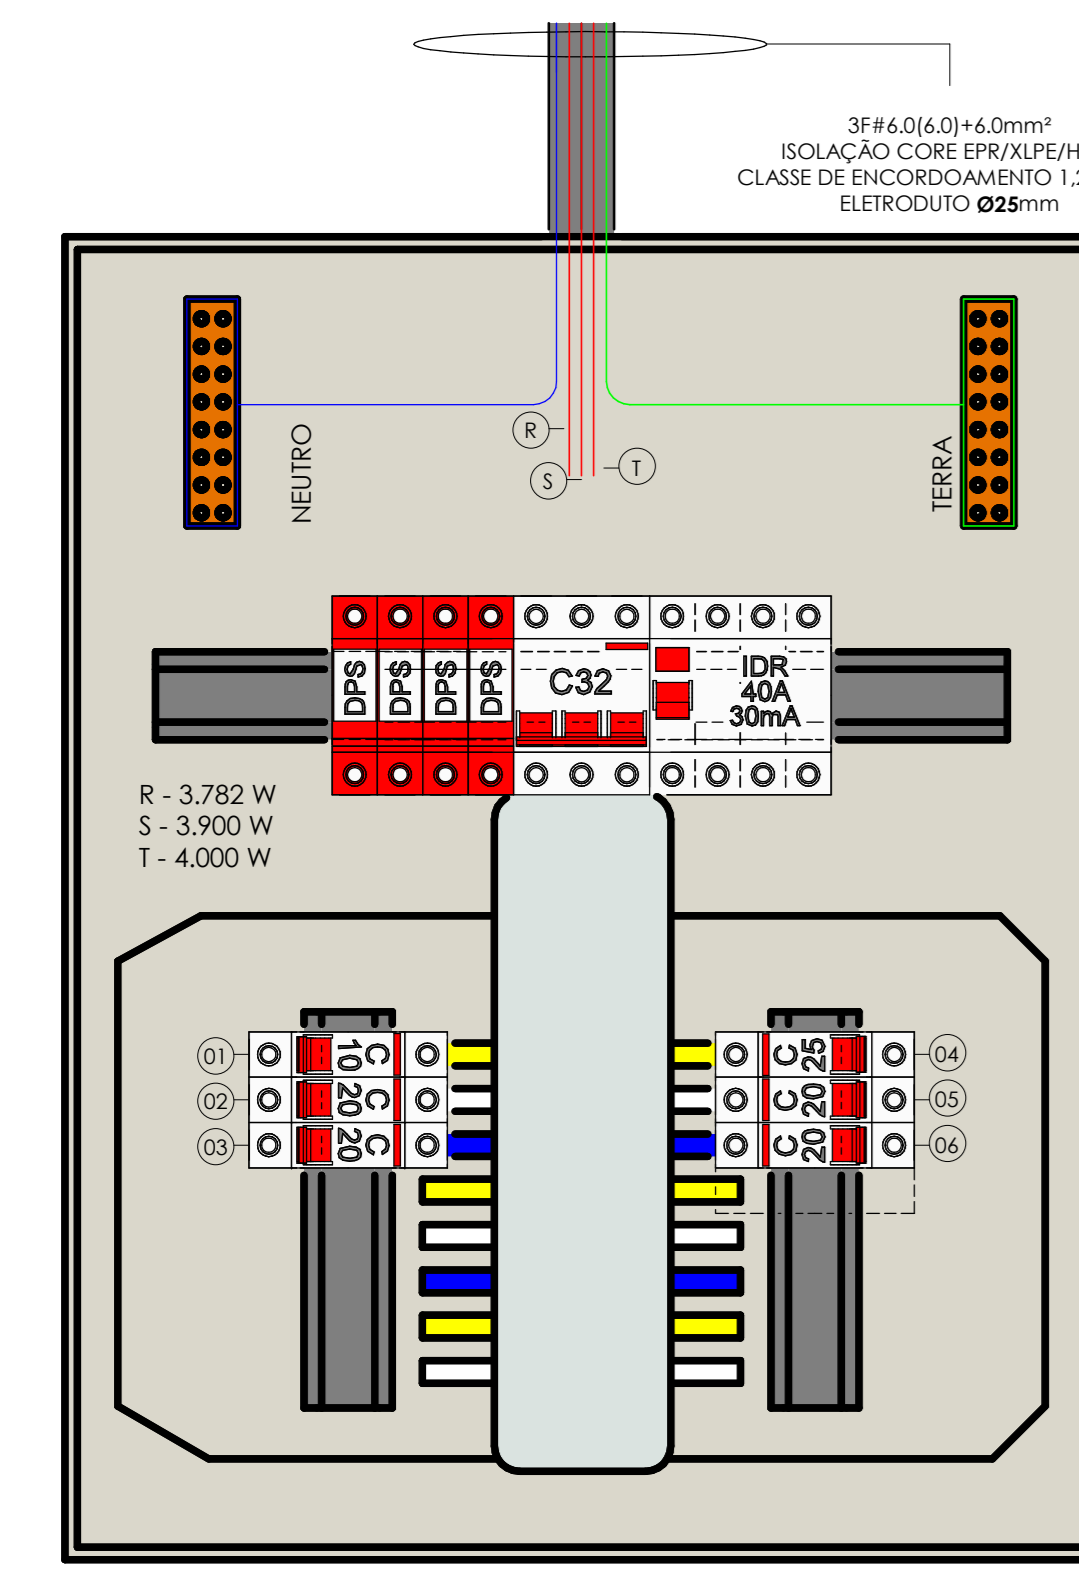 3F#6.0(6.0)+6.0mm²
ISOLAÇÃO CORE EPR/XLPE/H
CLASSE DE ENCORDOAMENTO 1,2
ELETRODUTO Ø25mm
NEUTRO
R
S
T
TERRA
DPS
DPS
DPS
DPS
C32
IDR
40A
30mA
R - 3.782 W
S - 3.900 W
T - 4.000 W
01
C
10
C
25
04
02
C
20
C
20
05
03
C
20
C
20
06